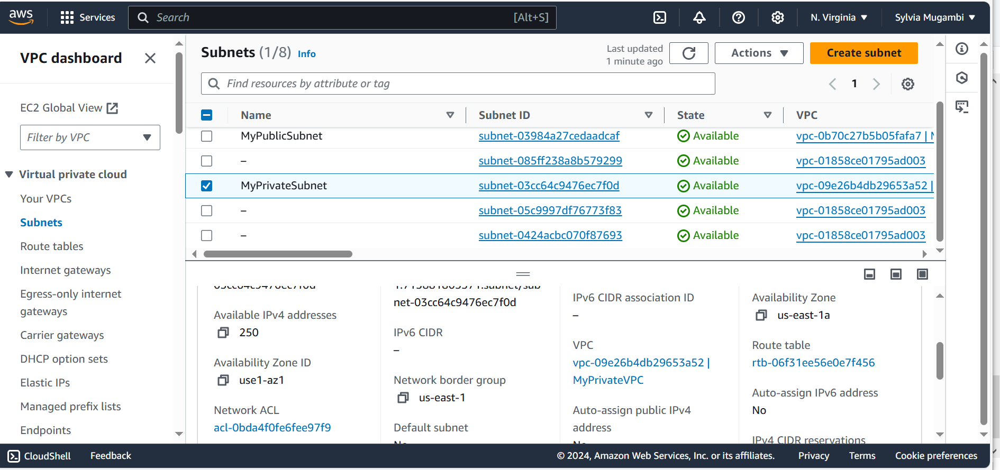 aws
Services
Search [Alt+S]
N. Virginia
Sylvia Mugambi
VPC dashboard
EC2 Global View
Filter by VPC
Virtual private cloud
Your VPCs
Subnets
Route tables
Internet gateways
Egress-only internet
gateways
Carrier gateways
DHCP option sets
Elastic IPs
Managed prefix lists
Endpoints
Subnets (1/8) Info
Last updated
1 minute ago
Actions
Create subnet
Find resources by attribute or tag
1
Name Subnet ID State VPC
MyPublicSubnet subnet-03984a27cedaadcaf Available vpc-0b70c27b5b05fafa7 |
– subnet-085ff238a8b579299 Available vpc-01858ce01795ad003
MyPrivateSubnet subnet-03cc64c9476ec7f0d Available vpc-09e26b4db29653a52 |
– subnet-05c9997df76773f83 Available vpc-01858ce01795ad003
– subnet-0424acbc070f87693 Available vpc-01858ce01795ad003
03cc64c9476ec7f0d
Available IPv4 addresses
250
Availability Zone ID
use1-az1
Network ACL
acl-0bda4f0fe6fee97f9
net-03cc64c9476ec7f0d
IPv6 CIDR
–
Network border group
us-east-1
Default subnet
No
IPv6 CIDR association ID
–
VPC
vpc-09e26b4db29653a52 |
MyPrivateVPC
Auto-assign public IPv4
address
No
Availability Zone
us-east-1a
Route table
rtb-06f31ee56e0e7f456
Auto-assign IPv6 address
No
IPv4 CIDR reservations
CloudShell
Feedback
© 2024, Amazon Web Services, Inc. or its affiliates.
Privacy
Terms
Cookie preferences